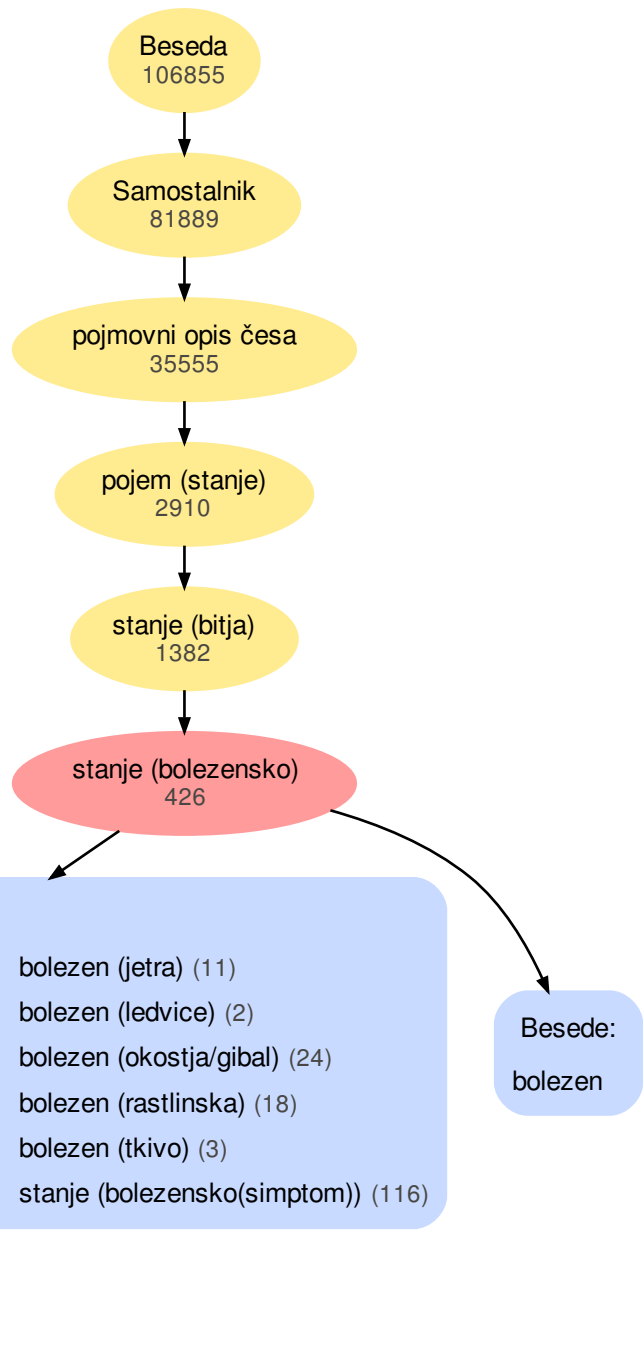 Beseda
106855
Samostalnik
81889
pojmovni opis česa
35555
pojem (stanje)
2910
stanje (bitja)
1382
stanje (bolezensko)
426
bolezen (jetra) (11)
bolezen (ledvice) (2)
bolezen (okostja/gibal) (24)
bolezen (rastlinska) (18)
bolezen (tkivo) (3)
stanje (bolezensko(simptom)) (116)
Besede:
bolezen